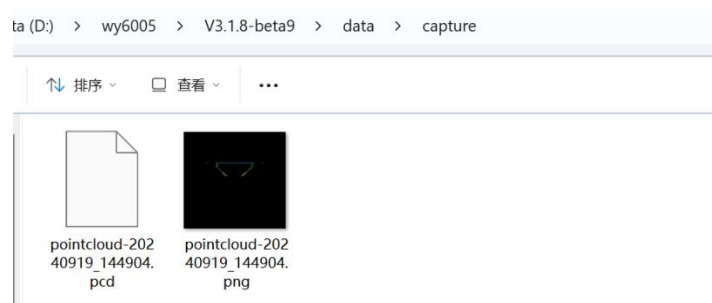 ta (D:) > wy6005 > V3.1.8-beta9 > data > capture
排序 查看 ...
pointcloud-202 pointcloud-202
40919_144904. 40919_144904.
pcd png